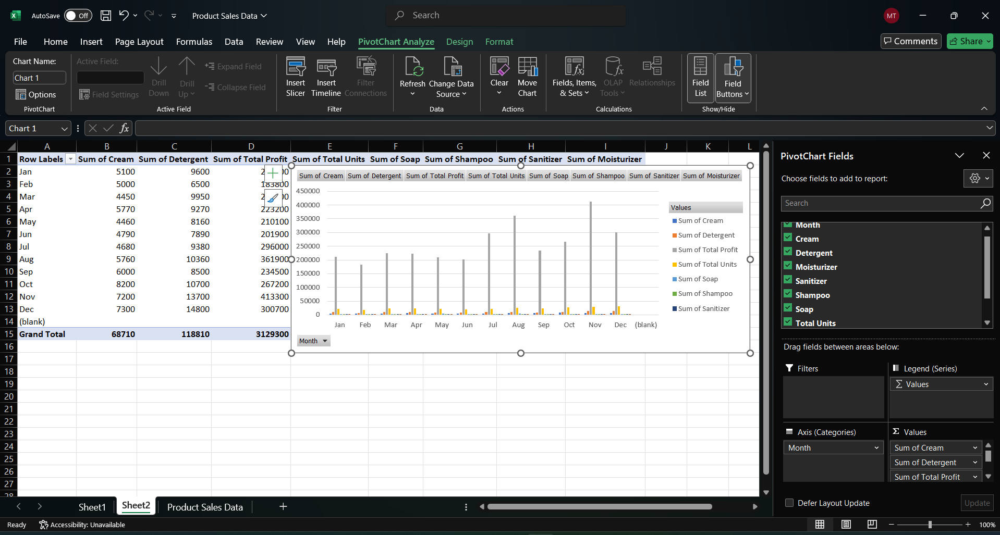 AutoSave Off Product Sales Data Search MT
File Home Insert Page Layout Formulas Data Review View Help PivotChart Analyze Design Format Comments Share
Chart Name:
Chart 1
Options
PivotChart
Active Field:
Field Settings
Drill Down
Drill Up
Expand Field
Collapse Field
Active Field
Insert Slicer
Insert Timeline
Filter Connections
Filter
Refresh
Change Data Source
Data
Clear
Move Chart
Actions
Fields, Items, & Sets
OLAP Tools
Relationships
Calculations
Field List
Field Buttons
Show/Hide
Chart 1 fx
A B C D E F G H I J K L
1 Row Labels Sum of Cream Sum of Detergent Sum of Total Profit Sum of Total Units Sum of Soap Sum of Shampoo Sum of Sanitizer Sum of Moisturizer
2 Jan 5100 9600
3 Feb 5000 6500 183800
4 Mar 4450 9950
5 Apr 5770 9270 223200
6 May 4460 8160 210100
7 Jun 4790 7890 201900
8 Jul 4680 9380 296000
9 Aug 5760 10360 361900
10 Sep 6000 8500 234500
11 Oct 8200 10700 267200
12 Nov 7200 13700 413300
13 Dec 7300 14800 300700
14 (blank)
15 Grand Total 68710 118810 3129300
16
17
18
19
20
21
22
23
24
25
26
27
28
Sum of Cream Sum of Detergent Sum of Total Profit Sum of Total Units Sum of Soap Sum of Shampoo Sum of Sanitizer Sum of Moisturizer
450000
400000
350000
300000
250000
200000
150000
100000
50000
0
Jan Feb Mar Apr May Jun Jul Aug Sep Oct Nov Dec (blank)
Month
Values
Sum of Cream
Sum of Detergent
Sum of Total Profit
Sum of Total Units
Sum of Soap
Sum of Shampoo
Sum of Sanitizer
PivotChart Fields
Choose fields to add to report:
Search
Month
Cream
Detergent
Moisturizer
Sanitizer
Shampoo
Soap
Total Units
Drag fields between areas below:
Filters
Legend (Series)
Σ Values
Axis (Categories)
Month
Σ Values
Sum of Cream
Sum of Detergent
Sum of Total Profit
Defer Layout Update Update
Sheet1 Sheet2 Product Sales Data
Ready Accessibility: Unavailable 100%